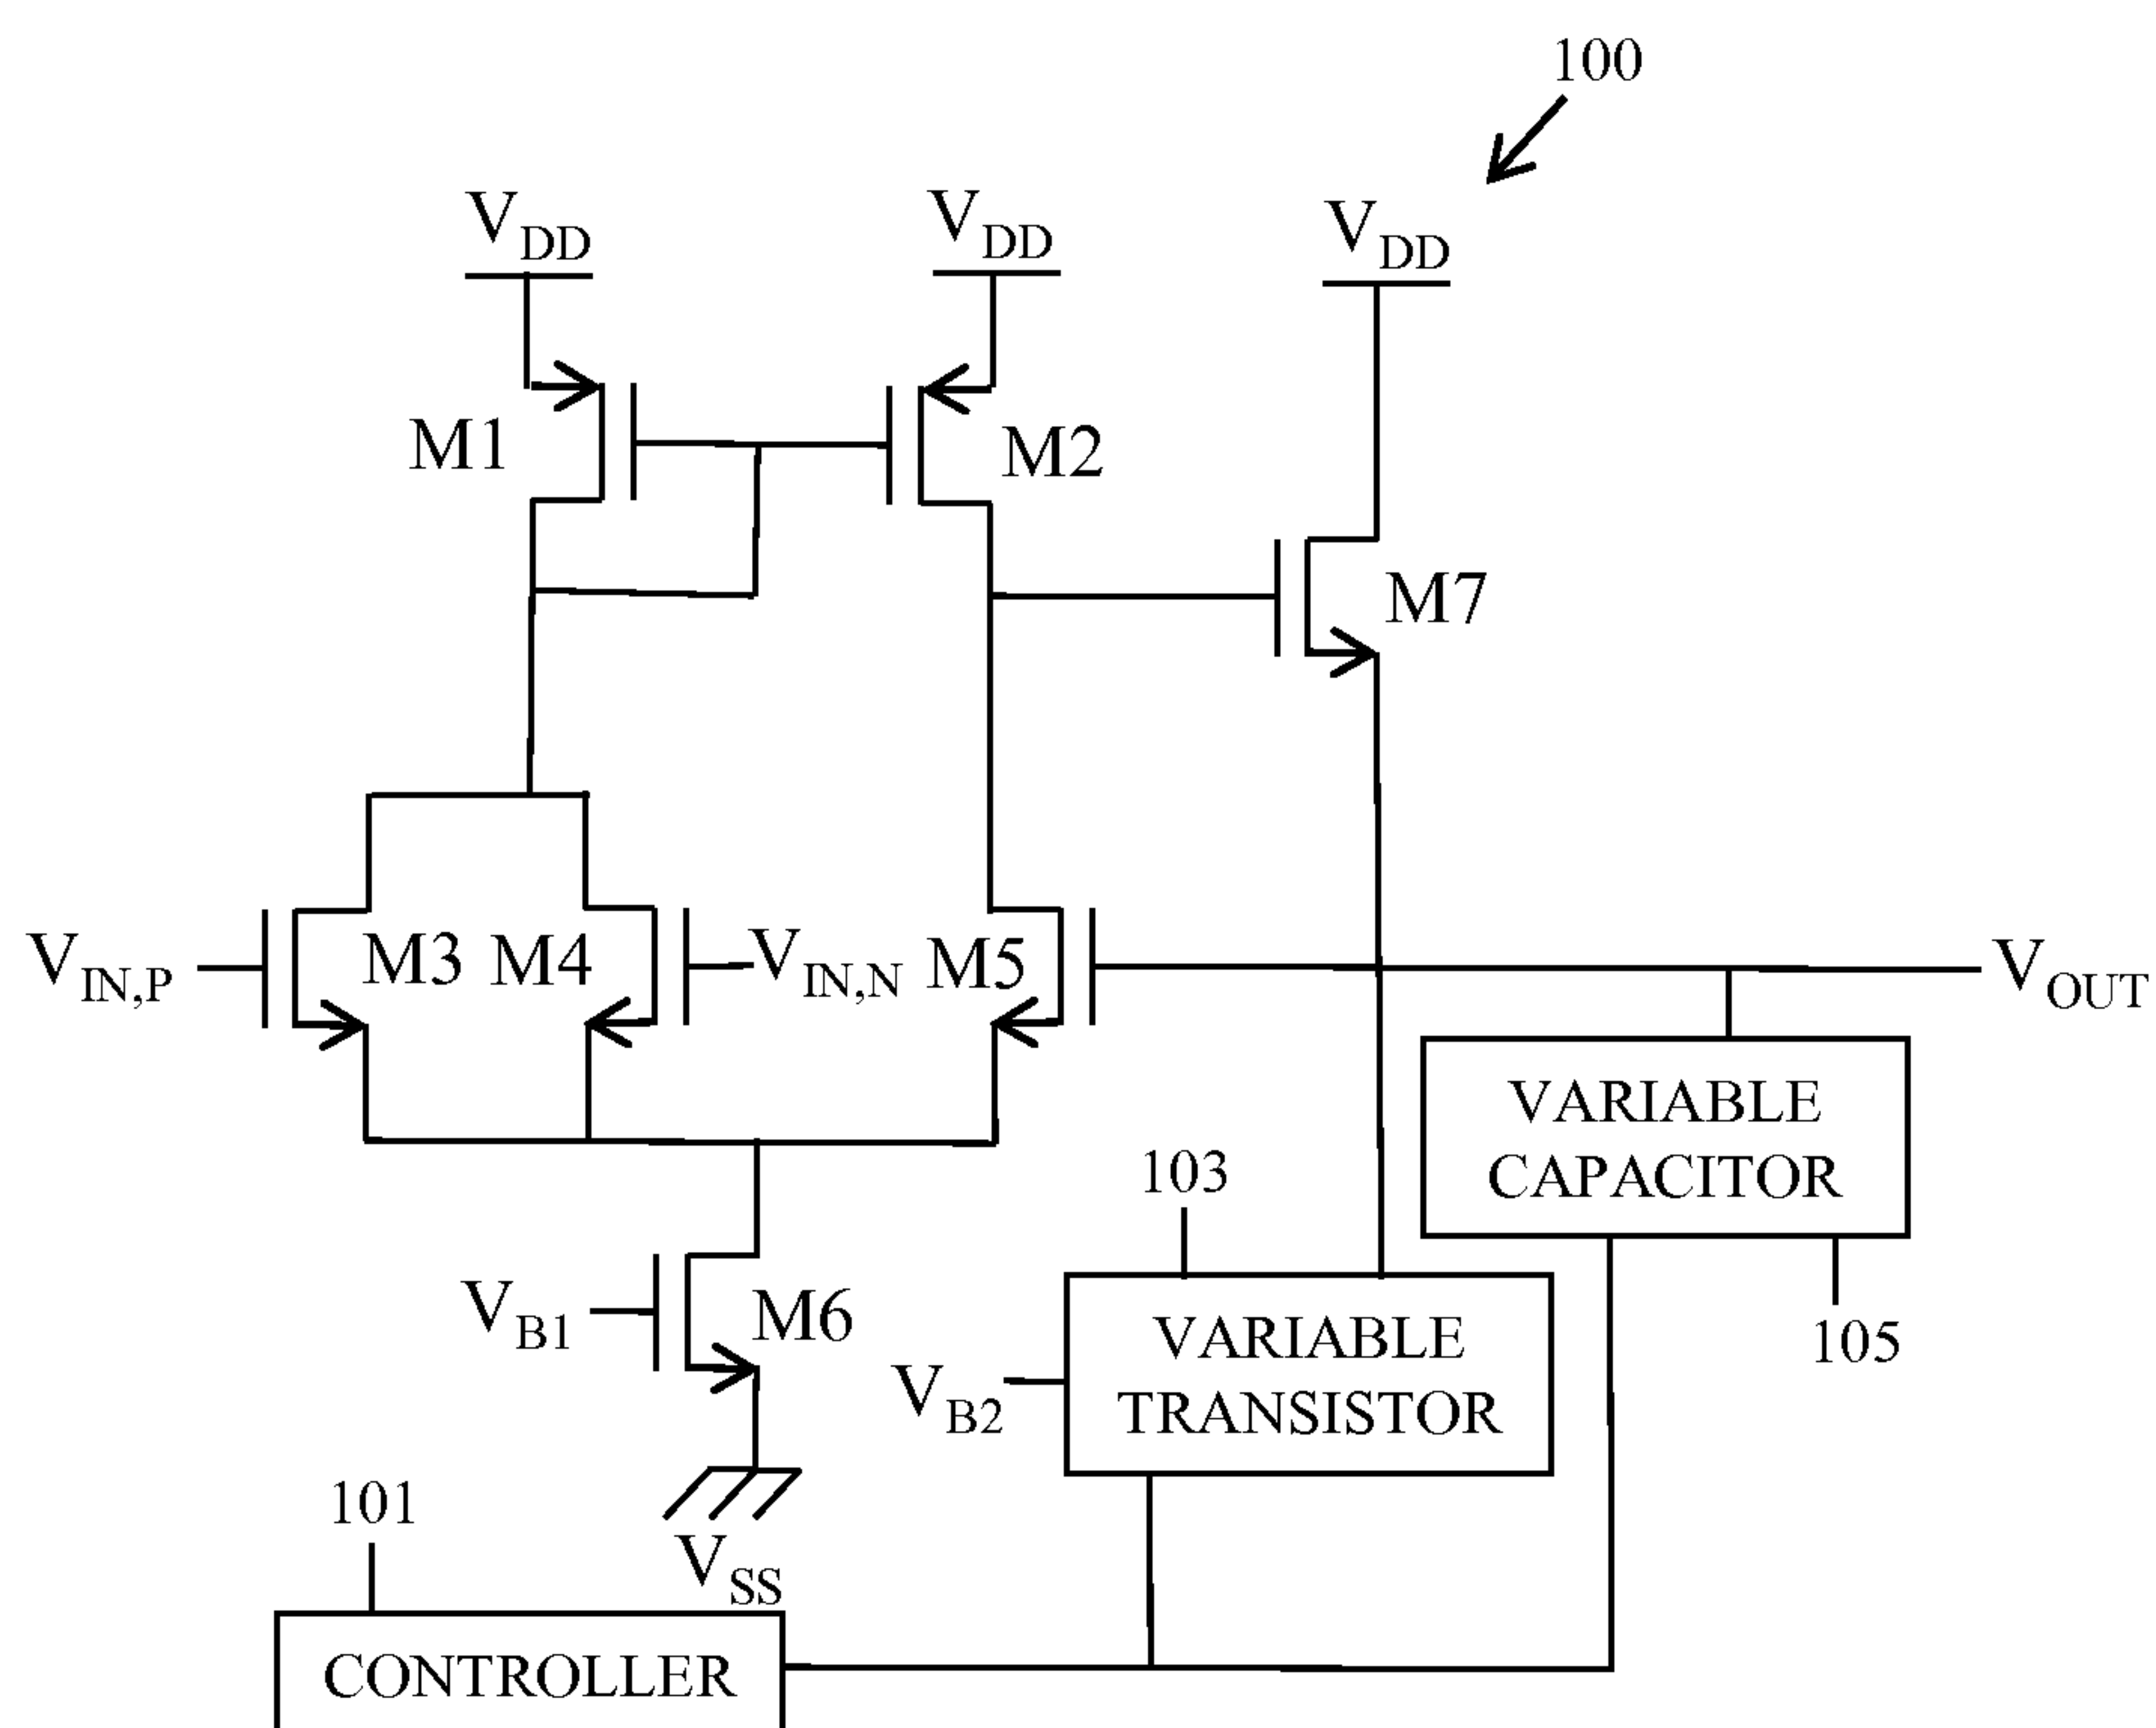 100
VDD
VDD
VDD
M1
M2
M7
VIN,P
M3
M4
VIN,N
M5
VOUT
VARIABLE
CAPACITOR
103
105
VB1
M6
VB2
VARIABLE
TRANSISTOR
VSS
101
CONTROLLER